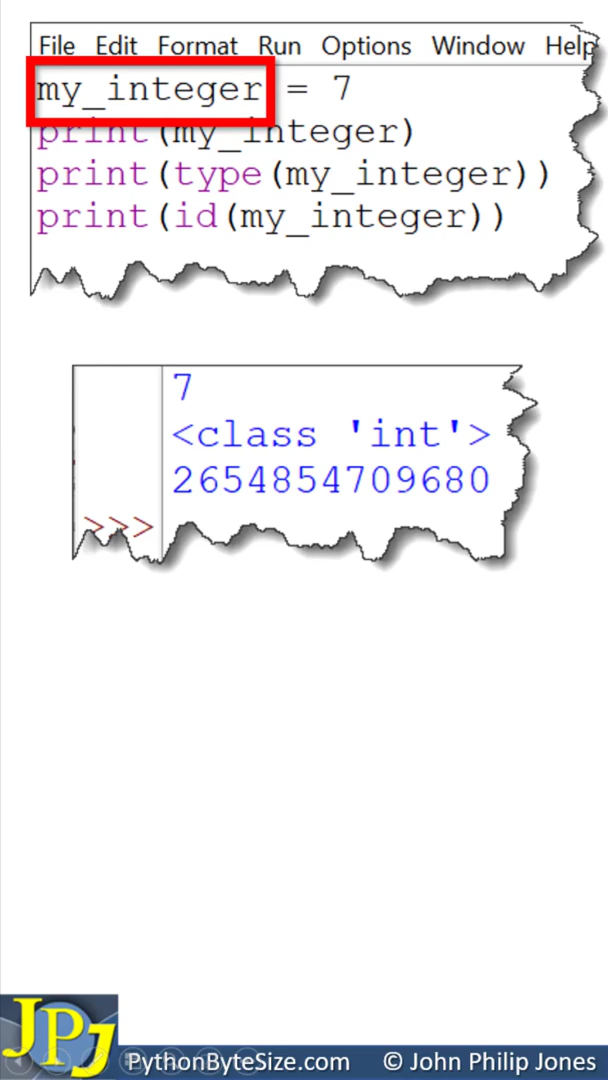 File Edit Format Run Options Window Help
my_integer = 7
print(my_integer)
print(type(my_integer))
print(id(my_integer))
7
<class 'int'>
2654854709680
>>>
JPJ
PythonByteSize.com © John Philip Jones